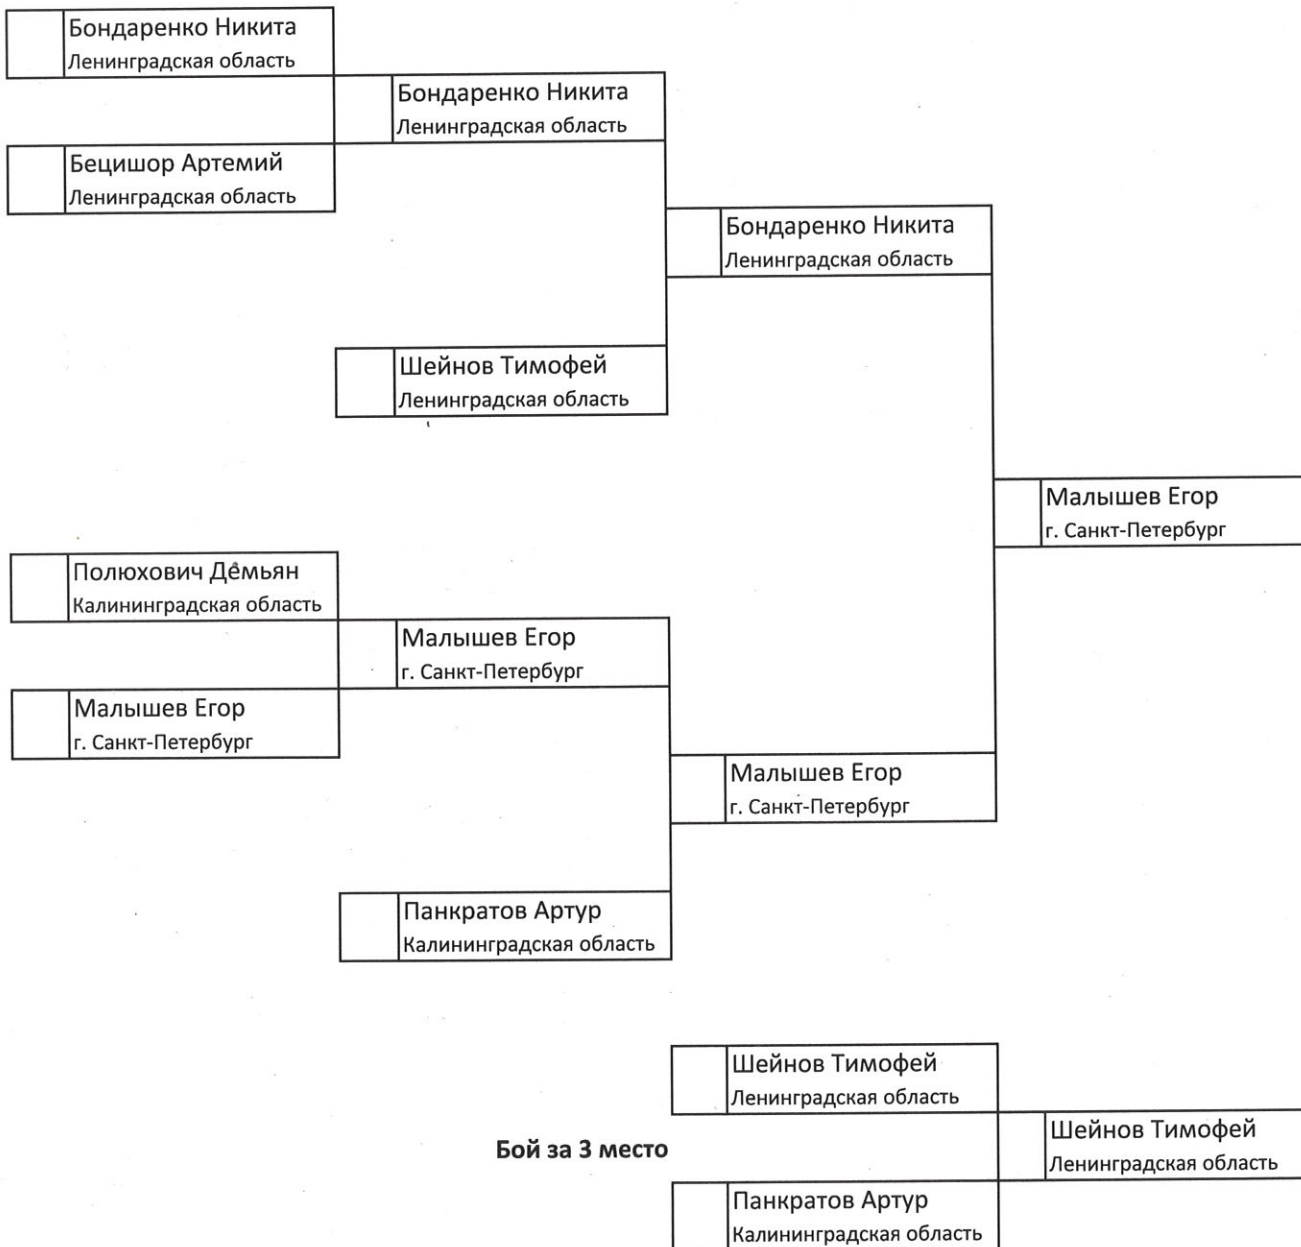 Бондаренко Никита
Ленинградская область
Бондаренко Никита
Ленинградская область
Бецишор Артемий
Ленинградская область
Бондаренко Никита
Ленинградская область
Шейнов Тимофей
Ленинградская область
Малышев Егор
г. Санкт-Петербург
Полюхович Демьян
Калининградская область
Малышев Егор
г. Санкт-Петербург
Малышев Егор
г. Санкт-Петербург
Малышев Егор
г. Санкт-Петербург
Панкратов Артур
Калининградская область
Шейнов Тимофей
Ленинградская область
Бой за 3 место
Шейнов Тимофей
Ленинградская область
Панкратов Артур
Калининградская область